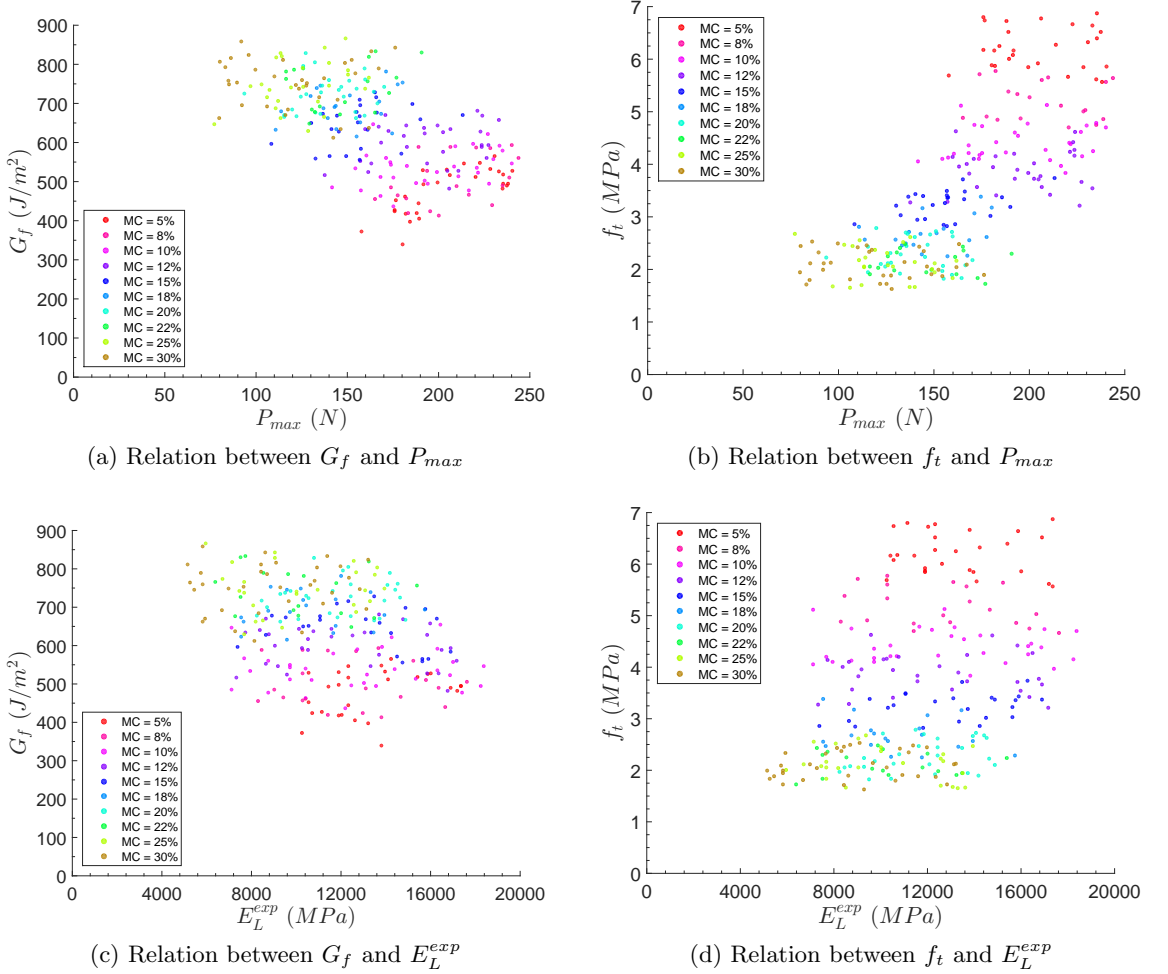 900
800
700
600
500
400
300
200
100
0
G_f (J/m²)
MC = 5%
MC = 8%
MC = 10%
MC = 12%
MC = 15%
MC = 18%
MC = 20%
MC = 22%
MC = 25%
MC = 30%
0 50 100 150 200 250
P_max (N)
(a) Relation between G_f and P_max
7
6
5
4
3
2
1
0
f_t (MPa)
MC = 5%
MC = 8%
MC = 10%
MC = 12%
MC = 15%
MC = 18%
MC = 20%
MC = 22%
MC = 25%
MC = 30%
0 50 100 150 200 250
P_max (N)
(b) Relation between f_t and P_max
900
800
700
600
500
400
300
200
100
0
G_f (J/m²)
MC = 5%
MC = 8%
MC = 10%
MC = 12%
MC = 15%
MC = 18%
MC = 20%
MC = 22%
MC = 25%
MC = 30%
0 4000 8000 12000 16000 20000
E_L^exp (MPa)
(c) Relation between G_f and E_L^exp
7
6
5
4
3
2
1
0
f_t (MPa)
MC = 5%
MC = 8%
MC = 10%
MC = 12%
MC = 15%
MC = 18%
MC = 20%
MC = 22%
MC = 25%
MC = 30%
0 4000 8000 12000 16000 20000
E_L^exp (MPa)
(d) Relation between f_t and E_L^exp